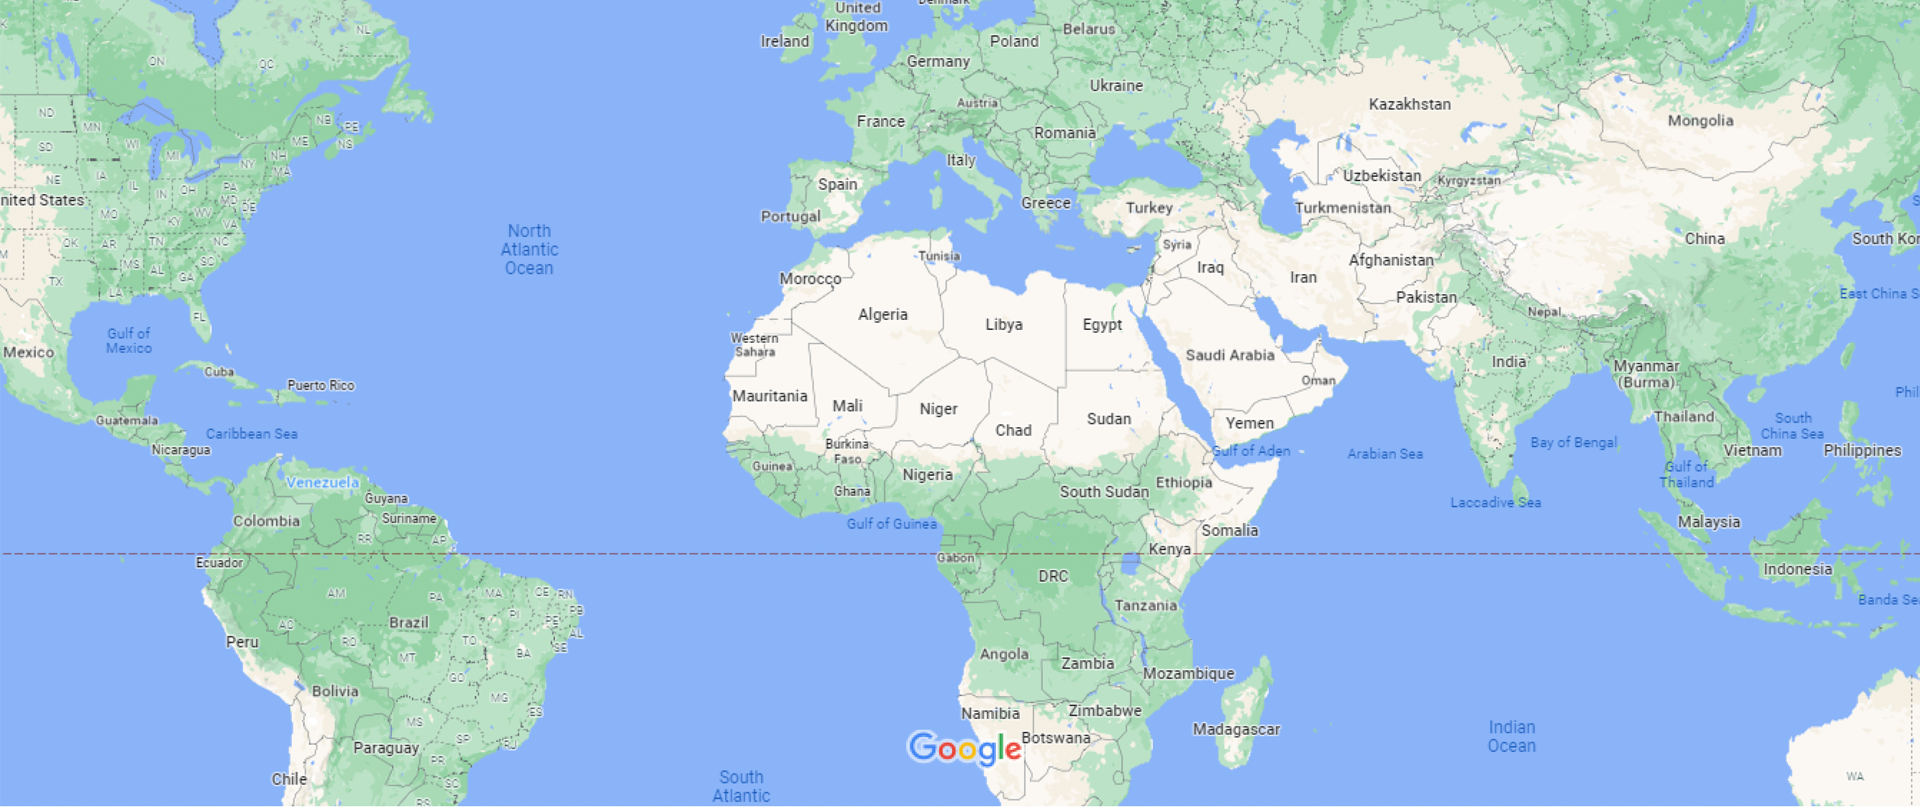 United
Kingdom
Denmark
Ireland
Poland
Belarus
Germany
NL
ON
QC
Ukraine
Austria
France
Kazakhstan
Mongolia
Romania
ND
MN
SD
WI
MI
NB
PE
NS
ME
NH
MA
NY
Italy
Uzbekistan
Kyrgyzstan
NE
IA
IL
IN
OH
PA
MD
DE
nited States
Spain
Portugal
Greece
Turkey
Turkmenistan
MO
KY
WV
VA
OK
AR
TN
NC
M
TX
MS
AL
GA
SC
LA
FL
North
Atlantic
Ocean
Syria
Iraq
Iran
Afghanistan
Pakistan
China
South Kor
S
East China S
Tunisia
Morocco
Algeria
Libya
Egypt
Nepal
Western
Sahara
Gulf of
Mexico
Mexico
Cuba
Puerto Rico
Saudi Arabia
Oman
India
Myanmar
(Burma)
Phil
Mauritania
Mali
Niger
Chad
Sudan
Yemen
Guatemala
Caribbean Sea
Nicaragua
Burkina
Faso
Gulf of Aden
Arabian Sea
Bay of Bengal
Thailand
South
China Sea
Vietnam
Philippines
Guinea
Nigeria
Ghana
South Sudan
Ethiopia
Gulf of
Thailand
Laccadive Sea
Venezuela
Guyana
Suriname
Colombia
Gulf of Guinea
Somalia
Malaysia
RR
AP
Ecuador
Gabon
Kenya
Indonesia
DRC
AM
PA
MA
CE
RN
PB
PI
PE
AL
SE
Tanzania
Banda Se
AC
Brazil
Peru
RO
MT
TO
BA
Angola
Zambia
Mozambique
Bolivia
GO
MG
ES
Namibia
Zimbabwe
Madagascar
Indian
Ocean
MS
SP
RJ
Paraguay
Botswana
Google
PR
Chile
SC
RS
South
Atlantic
WA